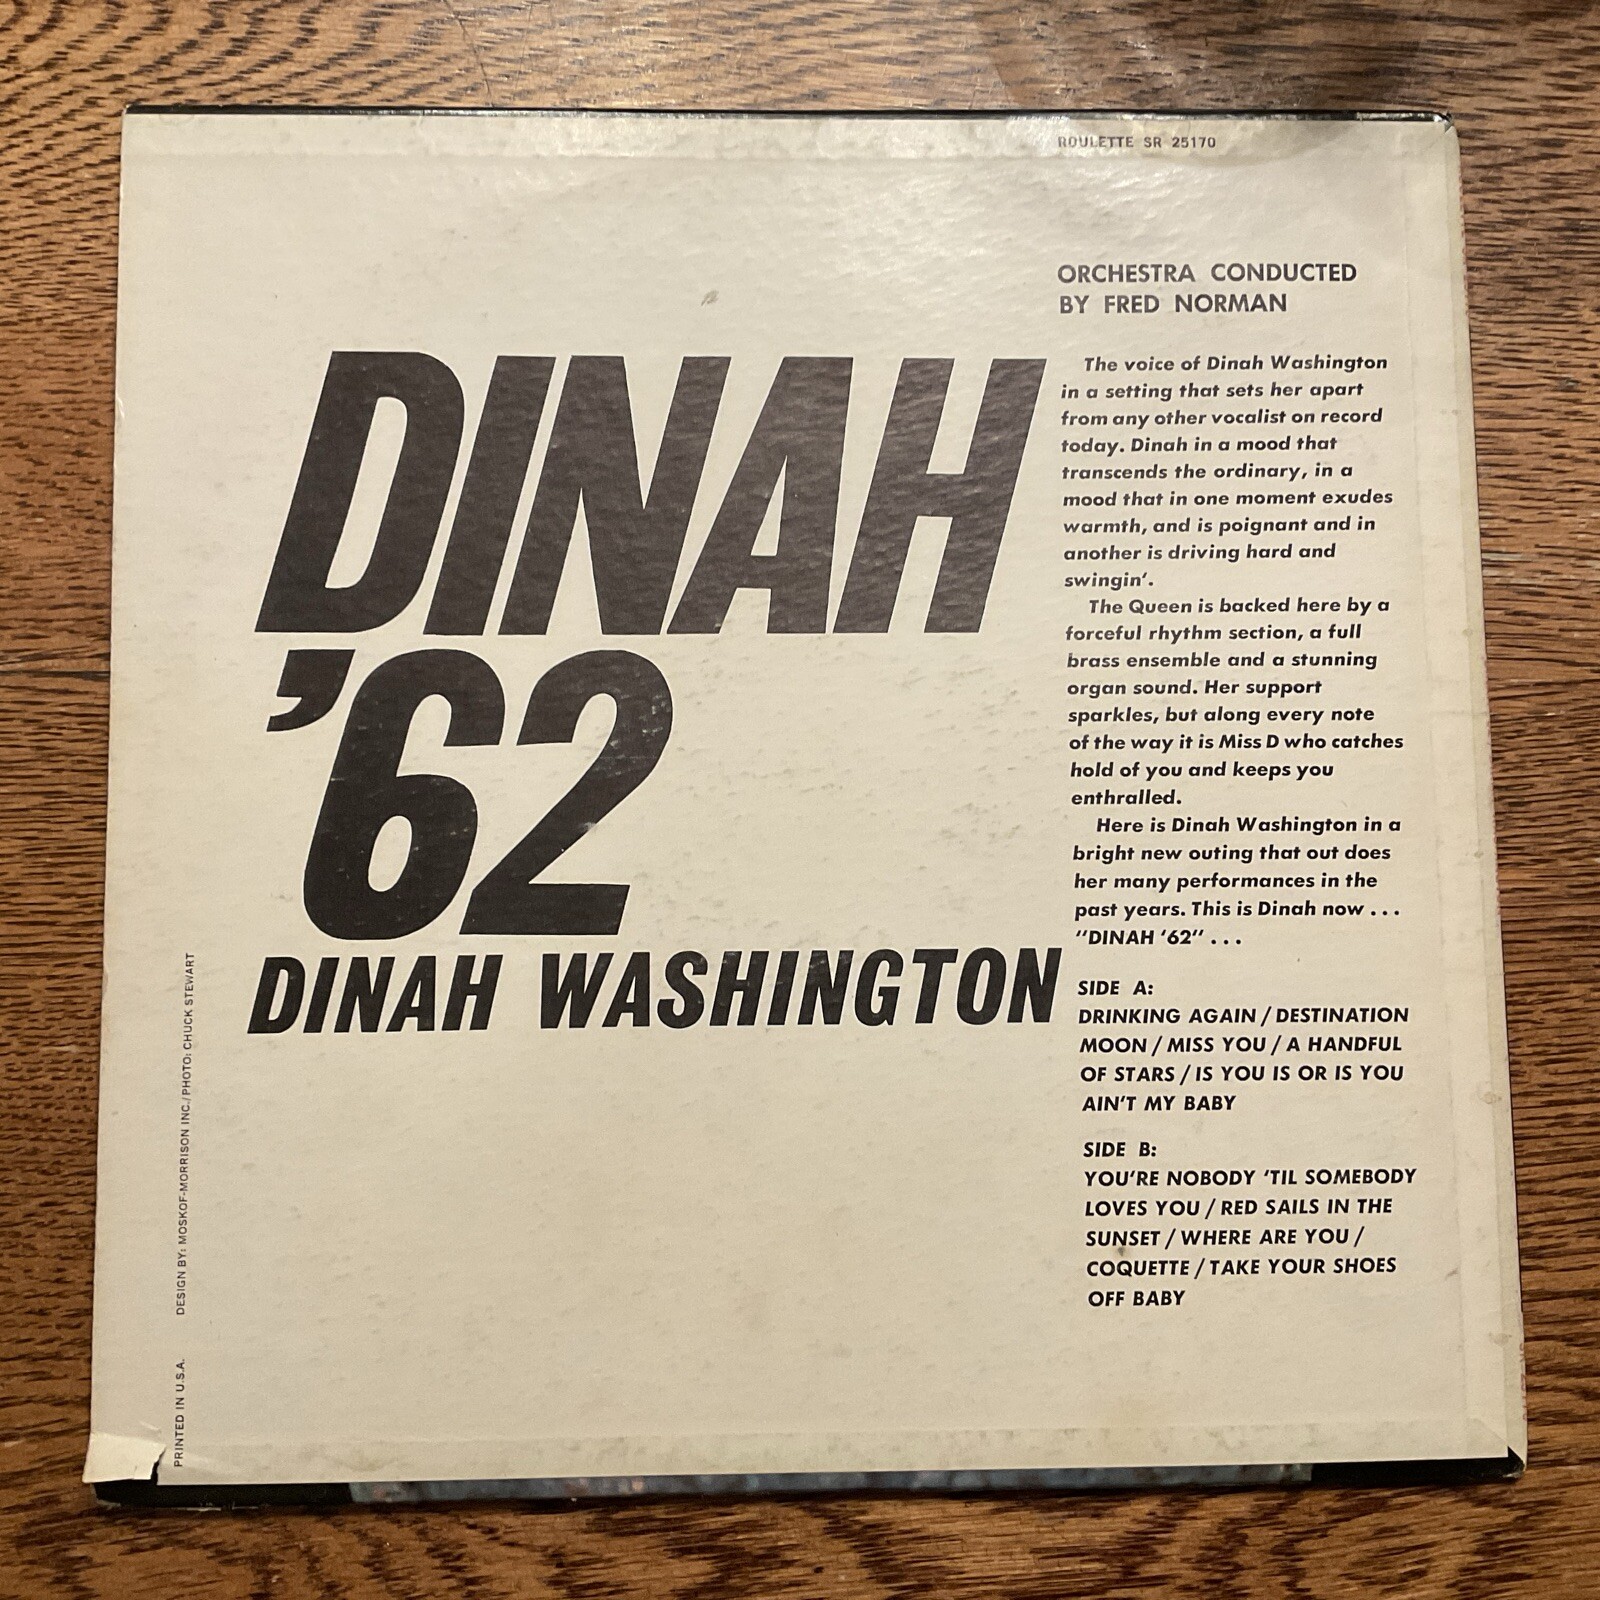 ROULETTE SR 25170
ORCHESTRA CONDUCTED
BY FRED NORMAN
DINAH
'62
DINAH WASHINGTON
The voice of Dinah Washington
in a setting that sets her apart
from any other vocalist on record
today. Dinah in a mood that
transcends the ordinary, in a
mood that in one moment exudes
warmth, and is poignant and in
another is driving hard and
swingin'.
The Queen is backed here by a
forceful rhythm section, a full
brass ensemble and a stunning
organ sound. Her support
sparkles, but along every note
of the way it is Miss D who catches
hold of you and keeps you
enthralled.
Here is Dinah Washington in a
bright new outing that out does
her many performances in the
past years. This is Dinah now . . .
"DINAH '62" . . .
SIDE A:
DRINKING AGAIN / DESTINATION
MOON / MISS YOU / A HANDFUL
OF STARS / IS YOU IS OR IS YOU
AIN'T MY BABY
SIDE B:
YOU'RE NOBODY 'TIL SOMEBODY
LOVES YOU / RED SAILS IN THE
SUNSET / WHERE ARE YOU /
COQUETTE / TAKE YOUR SHOES
OFF BABY
PRINTED IN U.S.A. DESIGN BY: MOSKOF-MORRISON INC./PHOTO: CHUCK STEWART